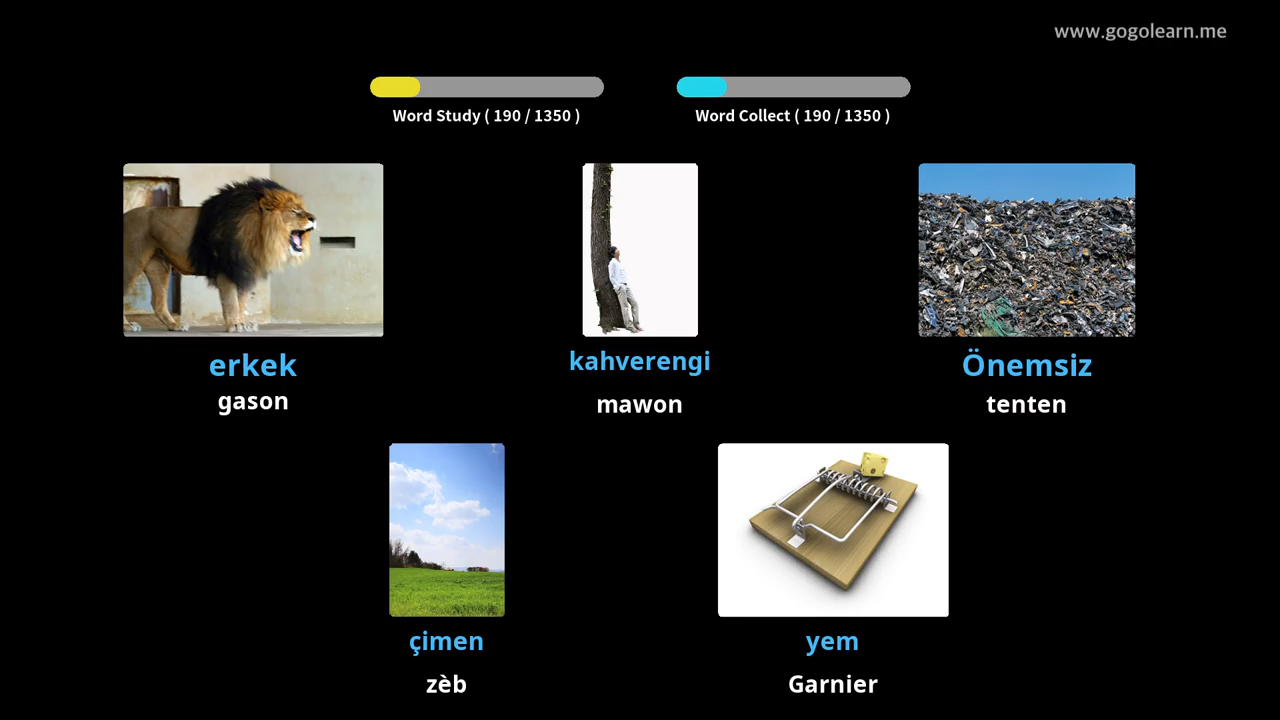 www.gogolearn.me
Word Study ( 190 / 1350 )
Word Collect ( 190 / 1350 )
erkek
gason
kahverengi
mawon
Önemsiz
tenten
çimen
zèb
yem
Garnier